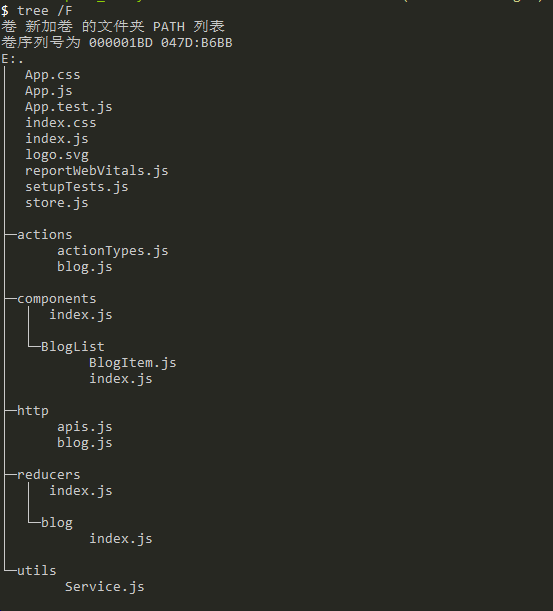 $ tree /F
卷 新加卷 的文件夹 PATH 列表
卷序列号为 000001BD 047D:B6BB
E:.
│  App.css
│  App.js
│  App.test.js
│  index.css
│  index.js
│  logo.svg
│  reportWebVitals.js
│  setupTests.js
│  store.js
│
├─actions
│      actionTypes.js
│      blog.js
│
├─components
│  │  index.js
│  │
│  └─BlogList
│          BlogItem.js
│          index.js
│
├─http
│      apis.js
│      blog.js
│
├─reducers
│  │  index.js
│  │
│  └─blog
│          index.js
│
└─utils
        Service.js